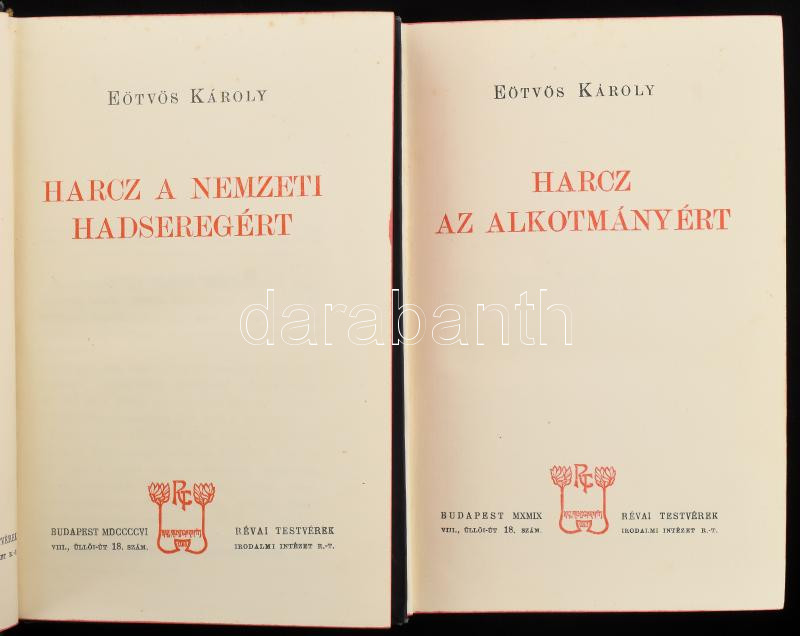 EÖTVÖS KÁROLY
HARCZ A NEMZETI
HADSEREGÉRT
BUDAPEST MDCCCCVI
VIII., ÜLLŐI-ÚT 18. SZÁM.
RÉVAI TESTVÉREK
IRODALMI INTÉZET R.-T.
EÖTVÖS KÁROLY
HARCZ
AZ ALKOTMÁNYÉRT
BUDAPEST MXMIX
VIII., ÜLLŐI-ÚT 18. SZÁM.
RÉVAI TESTVÉREK
IRODALMI INTÉZET R.-T.
darabanth